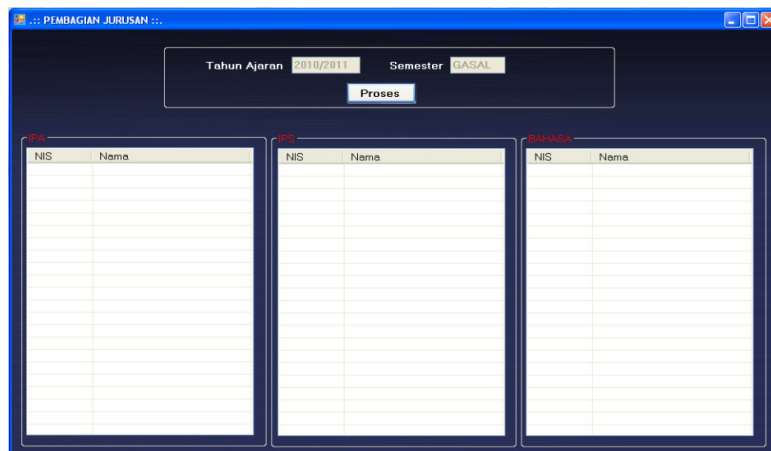 .:: PEMBAGIAN JURUSAN ::.
Tahun Ajaran 2010/2011 Semester GASAL
Proses
IPA IPS BAHASA
NIS Nama NIS Nama NIS Nama